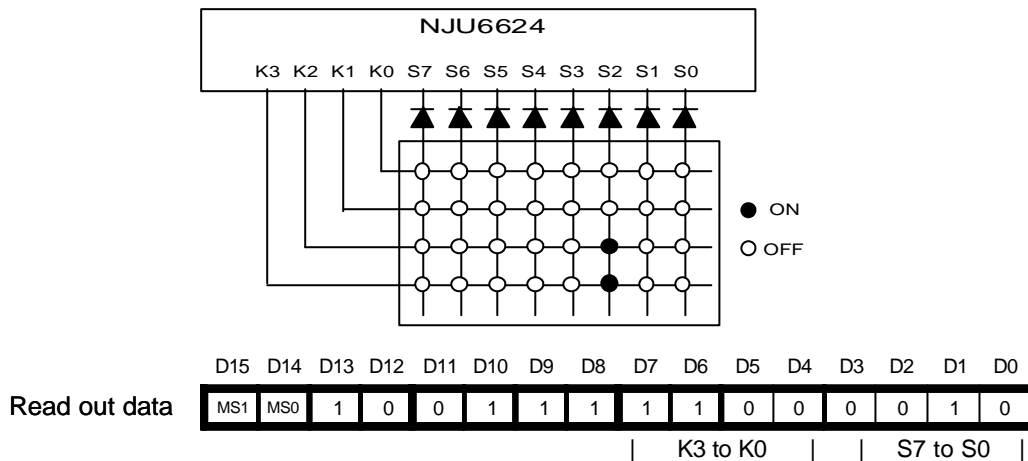 NJU6624
K3 K2 K1 K0 S7 S6 S5 S4 S3 S2 S1 S0
ON
OFF
D15 D14 D13 D12 D11 D10 D9 D8 D7 D6 D5 D4 D3 D2 D1 D0
Read out data MS1 MS0 1 0 0 1 1 1 1 1 0 0 0 0 1 0
| K3 to K0 | | S7 to S0 |